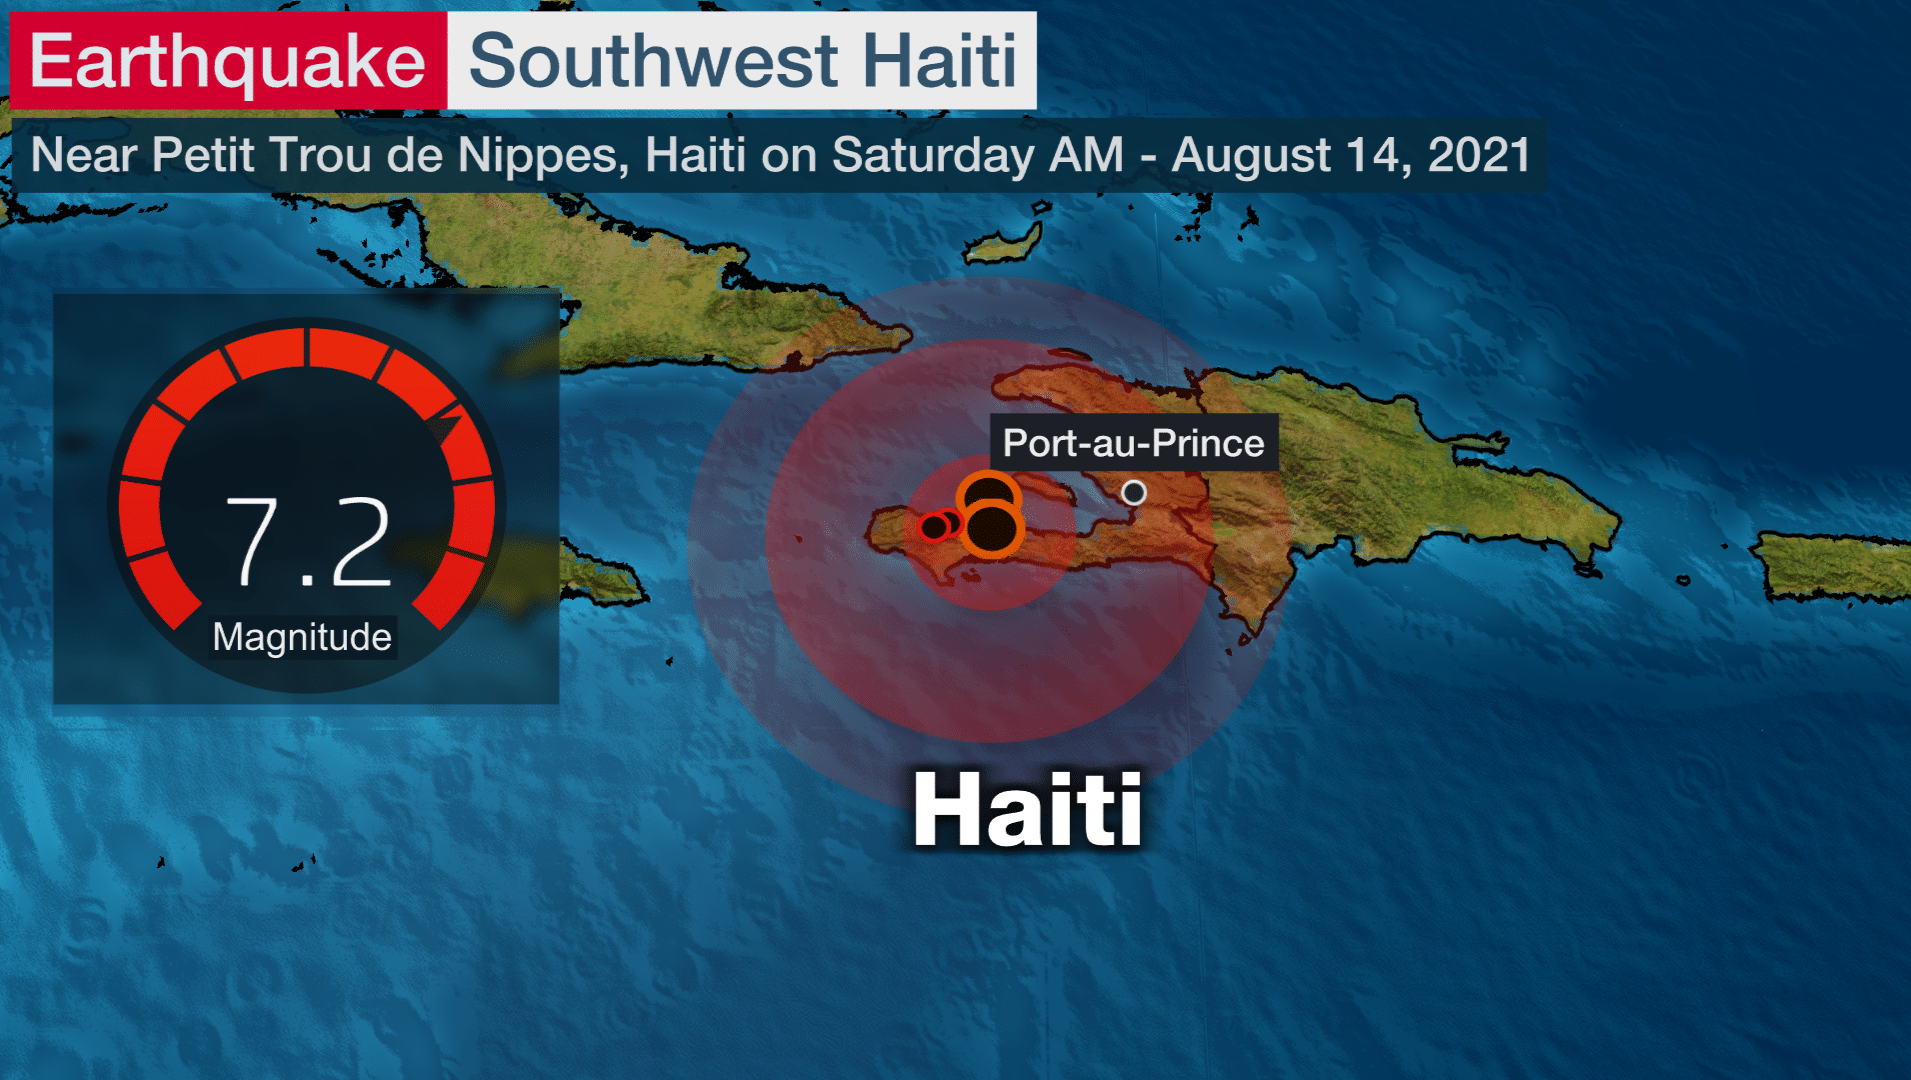 Earthquake Southwest Haiti
Near Petit Trou de Nippes, Haiti on Saturday AM - August 14, 2021
Port-au-Prince
7.2
Magnitude
Haiti